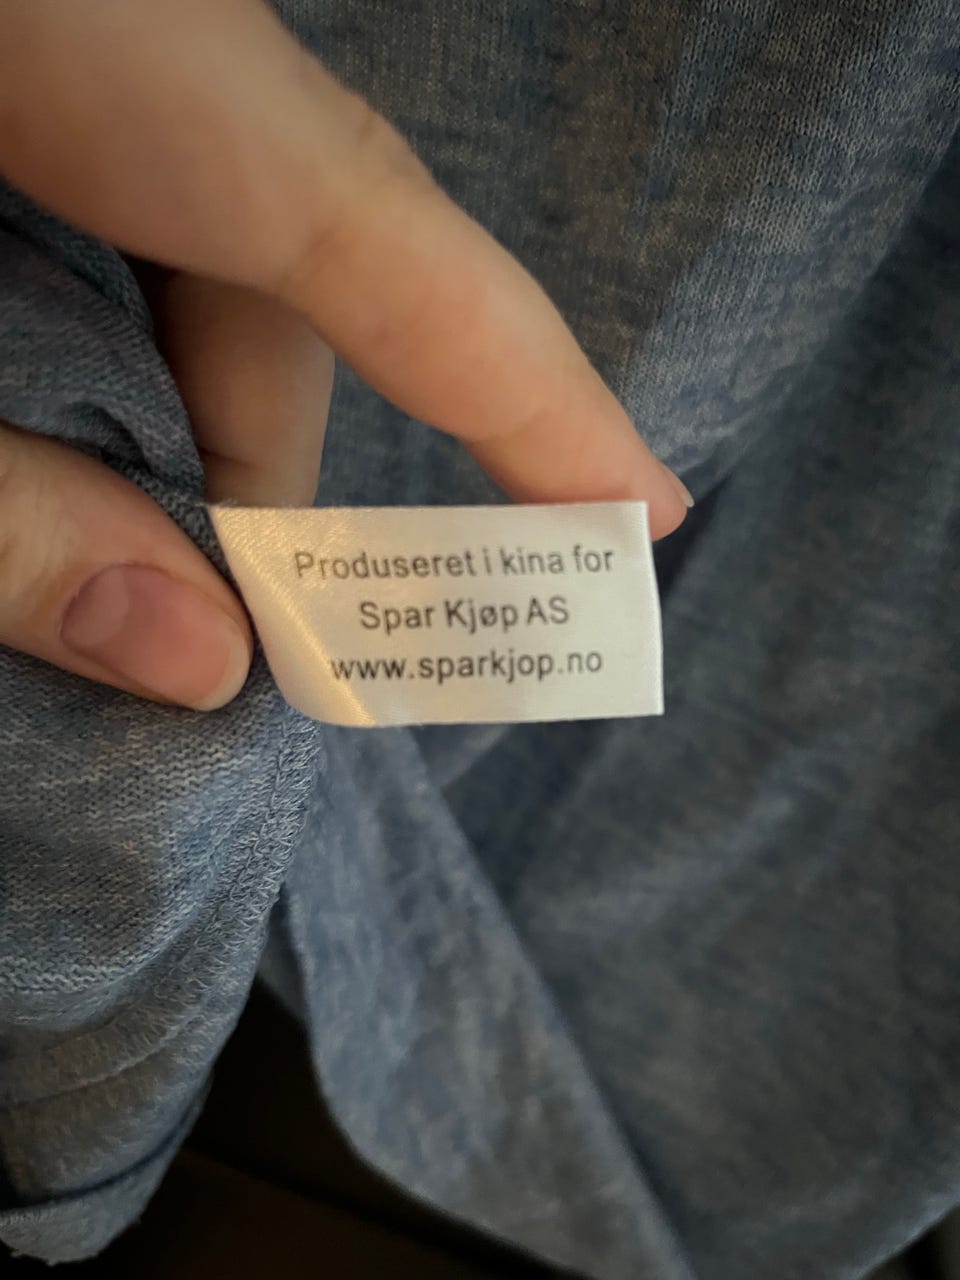 Produseret i kina for
Spar Kjøp AS
www.sparkjop.no